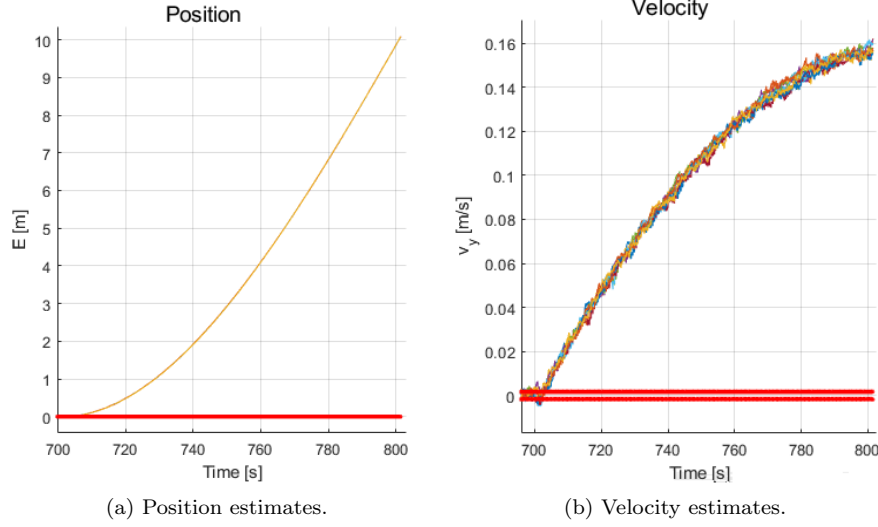 Position
E [m]
10
9
8
7
6
5
4
3
2
1
0
700 720 740 760 780 800
Time [s]
(a) Position estimates.
Velocity
v_y [m/s]
0.16
0.14
0.12
0.1
0.08
0.06
0.04
0.02
0
700 720 740 760 780 800
Time [s]
(b) Velocity estimates.